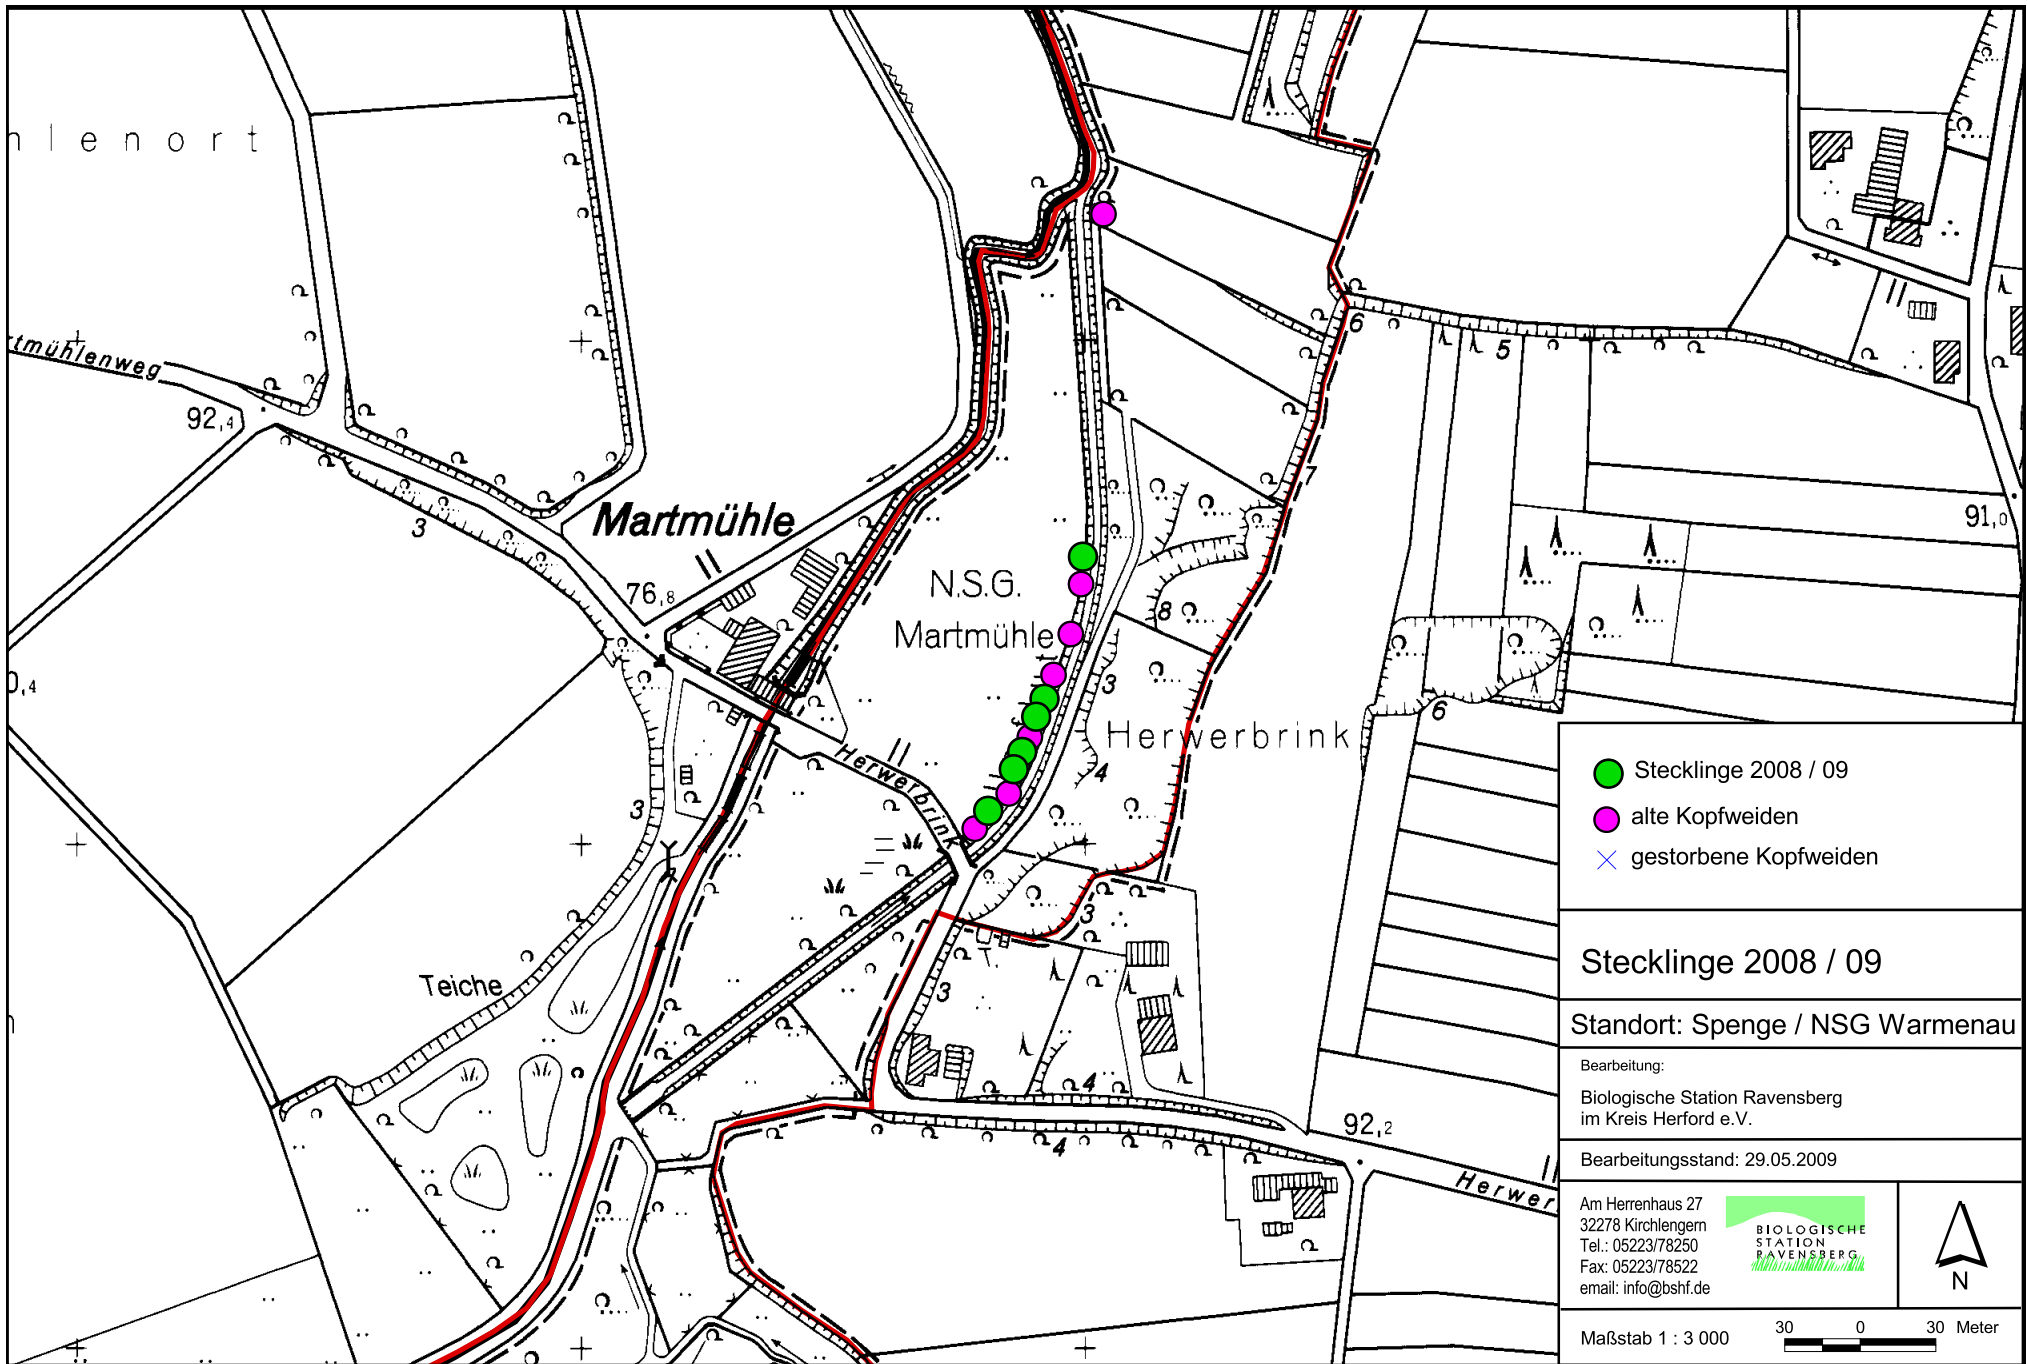 hlenort
tmühlenweg
92,4
3
Martmühle
76,8
N.S.G.
Martmühle
6
5
7
91,0
8
3
0,4
Herwerbrink
6
4
Herwerbrink
3
3
3
Teiche
4
92,2
4
Herwer
Stecklinge 2008 / 09
alte Kopfweiden
gestorbene Kopfweiden
Stecklinge 2008 / 09
Standort: Spenge / NSG Warmenau
Bearbeitung:
Biologische Station Ravensberg
im Kreis Herford e.V.
Bearbeitungsstand: 29.05.2009
Am Herrenhaus 27
32278 Kirchlengern
Tel.: 05223/78250
Fax: 05223/78522
email: info@bshf.de
BIOLOGISCHE
STATION
RAVENSBERG
N
Maßstab 1 : 3 000
30 0 30 Meter